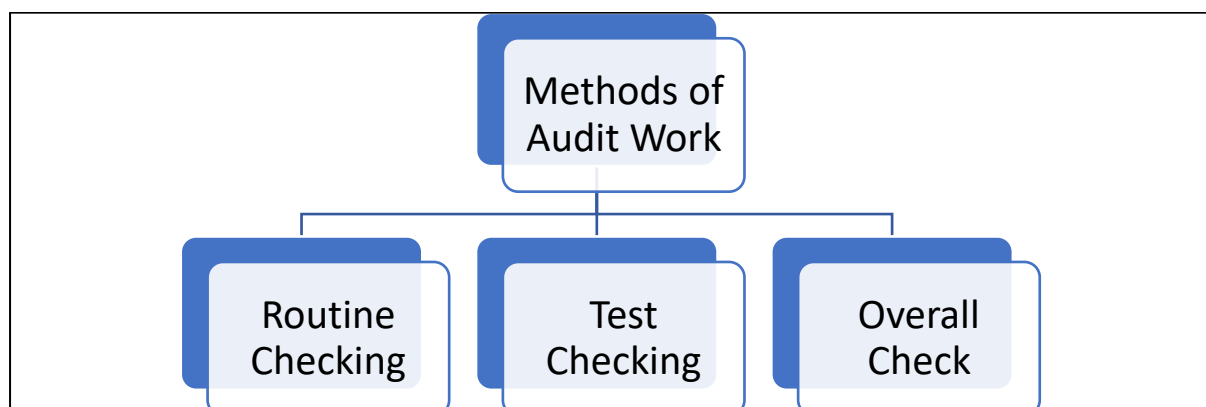 Methods of
Audit Work
Routine
Checking
Test
Checking
Overall
Check